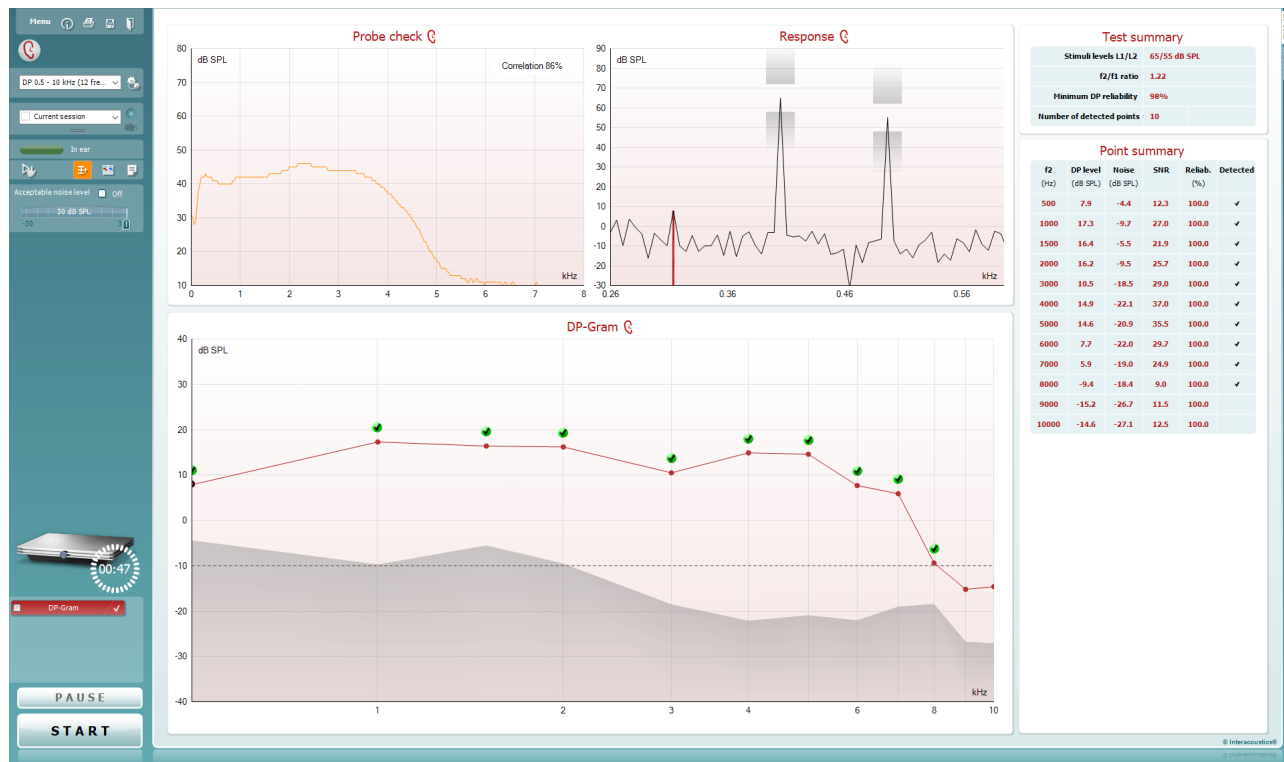 Menu
DP 0.5 - 10 kHz (12 fre...
Current session
In ear
Acceptable noise level Off
30 dB SPL
-30 3
00:47
DP-Gram
PAUSE
START
Probe check
dB SPL
Correlation 86%
80
70
60
50
40
30
20
10
kHz
0 1 2 3 4 5 6 7 8
Response
dB SPL
90
80
70
60
50
40
30
20
10
0
-10
-20
-30
kHz
0.26 0.36 0.46 0.56
DP-Gram
dB SPL
40
30
20
10
0
-10
-20
-30
-40
kHz
1 2 3 4 6 8 10
Test summary
Stimuli levels L1/L2 65/55 dB SPL
f2/f1 ratio 1.22
Minimum DP reliability 98%
Number of detected points 10
Point summary
f2 DP level Noise SNR Reliab. Detected
(Hz) (dB SPL) (dB SPL) (%)
500 7.9 -4.4 12.3 100.0
1000 17.3 -9.7 27.0 100.0
1500 16.4 -5.5 21.9 100.0
2000 16.2 -9.5 25.7 100.0
3000 10.5 -18.5 29.0 100.0
4000 14.9 -22.1 37.0 100.0
5000 14.6 -20.9 35.5 100.0
6000 7.7 -22.0 29.7 100.0
7000 5.9 -19.0 24.9 100.0
8000 -9.4 -18.4 9.0 100.0
9000 -15.2 -26.7 11.5 100.0
10000 -14.6 -27.1 12.5 100.0
© Interacoustics®